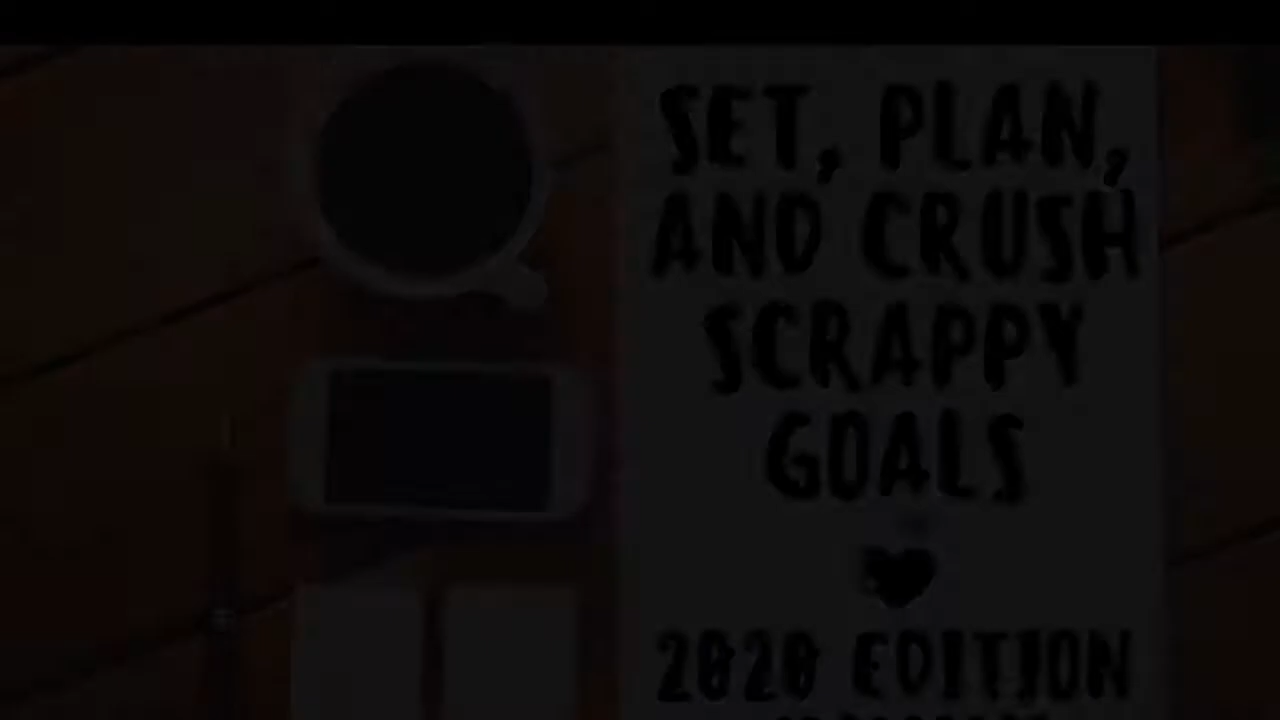 SET, PLAN,
AND CRUSH
SCRAPPY
GOALS
2020 EDITION